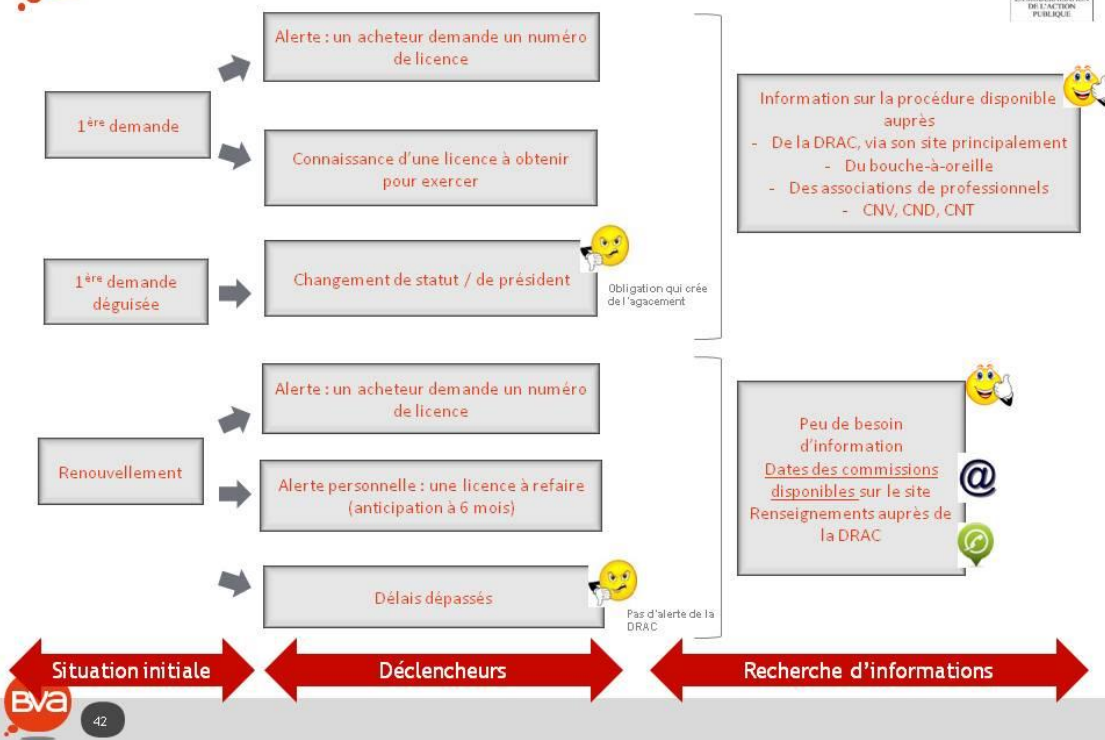 DE L'ACTION
PUBLIQUE
1ère demande
Alerte : un acheteur demande un numéro
de licence
Connaissance d'une licence à obtenir
pour exercer
1ère demande
déguisée
Changement de statut / de président
Obligation qui crée
de l'agacement
Information sur la procédure disponible
auprès
- De la DRAC, via son site principalement
- Du bouche-à-oreille
- Des associations de professionnels
- CNV, CND, CNT
Renouvellement
Alerte : un acheteur demande un numéro
de licence
Alerte personnelle : une licence à refaire
(anticipation à 6 mois)
Délais dépassés
Pas d'alerte de la
DRAC
Peu de besoin
d'information
Dates des commissions
disponibles sur le site
Renseignements auprès de
la DRAC
@
Situation initiale
Déclencheurs
Recherche d'informations
BVa
42